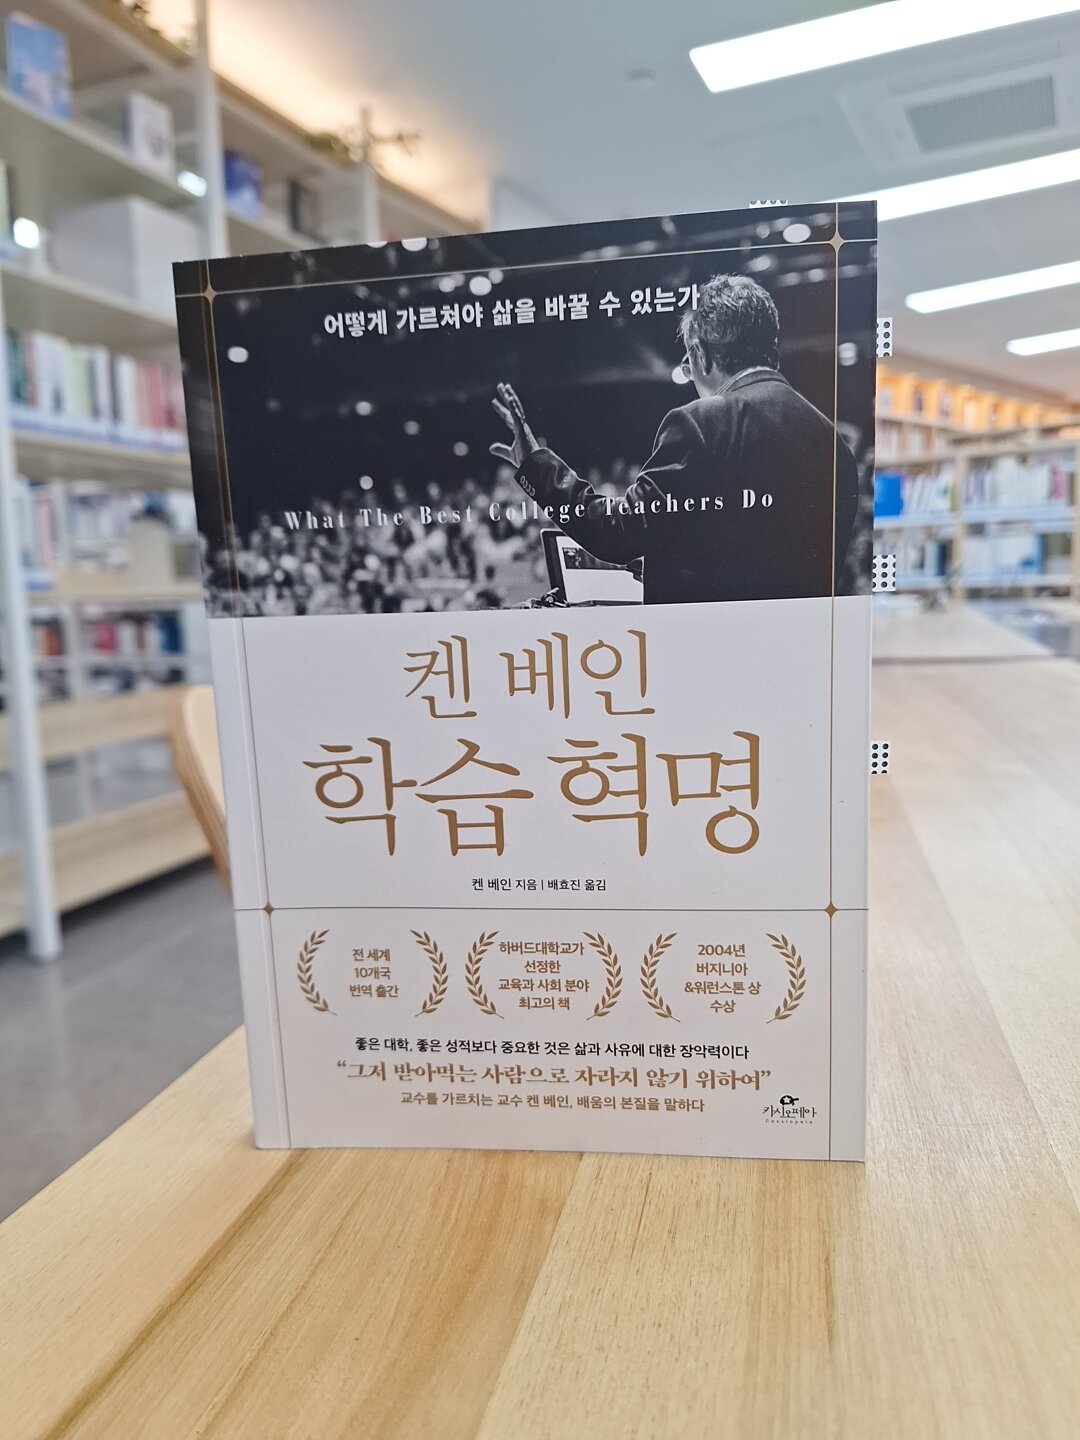 어떻게 가르쳐야 삶을 바꿀 수 있는가
What The Best College Teachers Do
켄 베인
학습 혁명
켄 베인 지음 | 배효진 옮김
전 세계
10개국
번역 출간
하버드대학교가
선정한
교육과 사회 분야
최고의 책
2004년
버지니아
&워런스톤 상
수상
좋은 대학, 좋은 성적보다 중요한 것은 삶과 사유에 대한 장악력이다
“그저 받아먹는 사람으로 자라지 않기 위하여”
교수를 가르치는 교수 켄 베인, 배움의 본질을 말하다
카시오페아
Cassiopeia